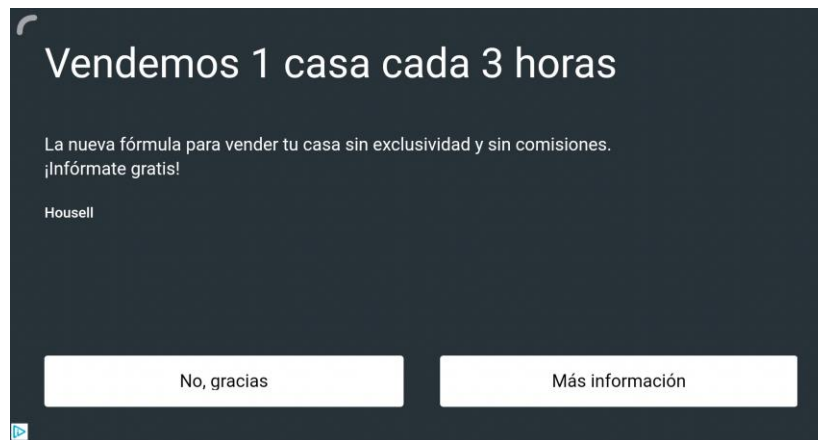 Vendemos 1 casa cada 3 horas
La nueva fórmula para vender tu casa sin exclusividad y sin comisiones.
¡Infórmate gratis!
Housell
No, gracias
Más información